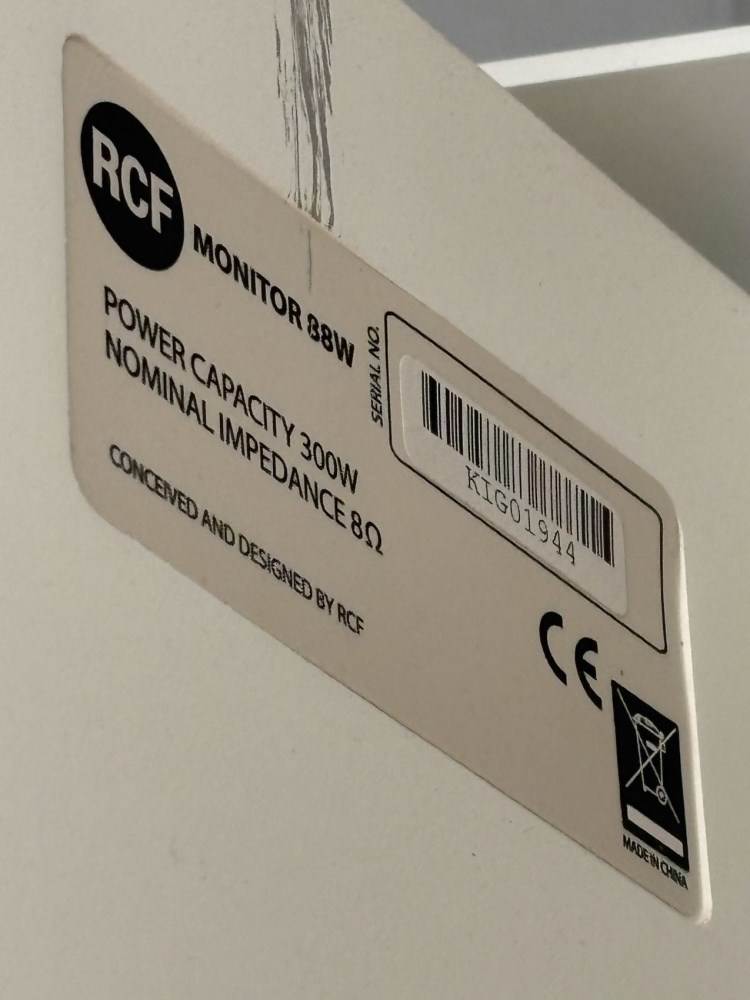 RCF
MONITOR 88W
POWER CAPACITY 300W
NOMINAL IMPEDANCE 8Ω
CONCEIVED AND DESIGNED BY RCF
SERIAL NO.
KIG01944
CE
MADE IN CHINA